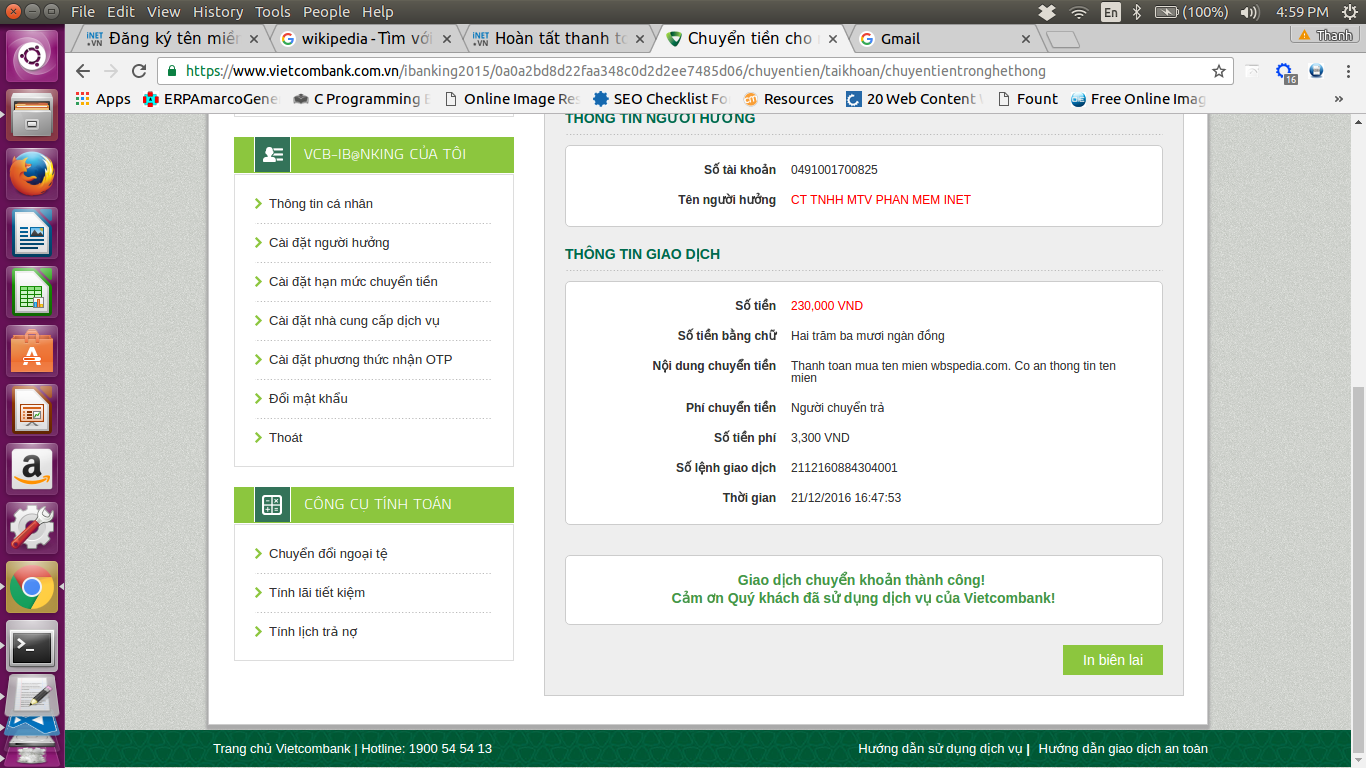 File Edit View History Tools People Help
En (100%) 4:59 PM
iNET .VN Đăng ký tên miền
wikipedia - Tìm với
iNET .VN Hoàn tất thanh to
Chuyển tiền cho
Gmail
Thanh
https://www.vietcombank.com.vn/ibanking2015/0a0a2bd8d22faa348c0d2d2ee7485d06/chuyentien/taikhoan/chuyentientronghethong
16
Apps ERPAmarcoGene C Programming Online Image Res SEO Checklist Fo Resources 20 Web Content Fount Free Online Imag »
VCB-IB@NKING CỦA TÔI
Thông tin cá nhân
Cài đặt người hưởng
Cài đặt hạn mức chuyển tiền
Cài đặt nhà cung cấp dịch vụ
Cài đặt phương thức nhận OTP
Đổi mật khẩu
Thoát
CÔNG CỤ TÍNH TOÁN
Chuyển đổi ngoại tệ
Tính lãi tiết kiệm
Tính lịch trả nợ
THÔNG TIN NGƯỜI HƯỞNG
Số tài khoản 0491001700825
Tên người hưởng CT TNHH MTV PHAN MEM INET
THÔNG TIN GIAO DỊCH
Số tiền 230,000 VND
Số tiền bằng chữ Hai trăm ba mươi ngàn đồng
Nội dung chuyển tiền Thanh toan mua ten mien wbspedia.com. Co an thong tin ten
mien
Phí chuyển tiền Người chuyển trả
Số tiền phí 3,300 VND
Số lệnh giao dịch 2112160884304001
Thời gian 21/12/2016 16:47:53
Giao dịch chuyển khoản thành công!
Cảm ơn Quý khách đã sử dụng dịch vụ của Vietcombank!
In biên lai
Trang chủ Vietcombank | Hotline: 1900 54 54 13
Hướng dẫn sử dụng dịch vụ | Hướng dẫn giao dịch an toàn